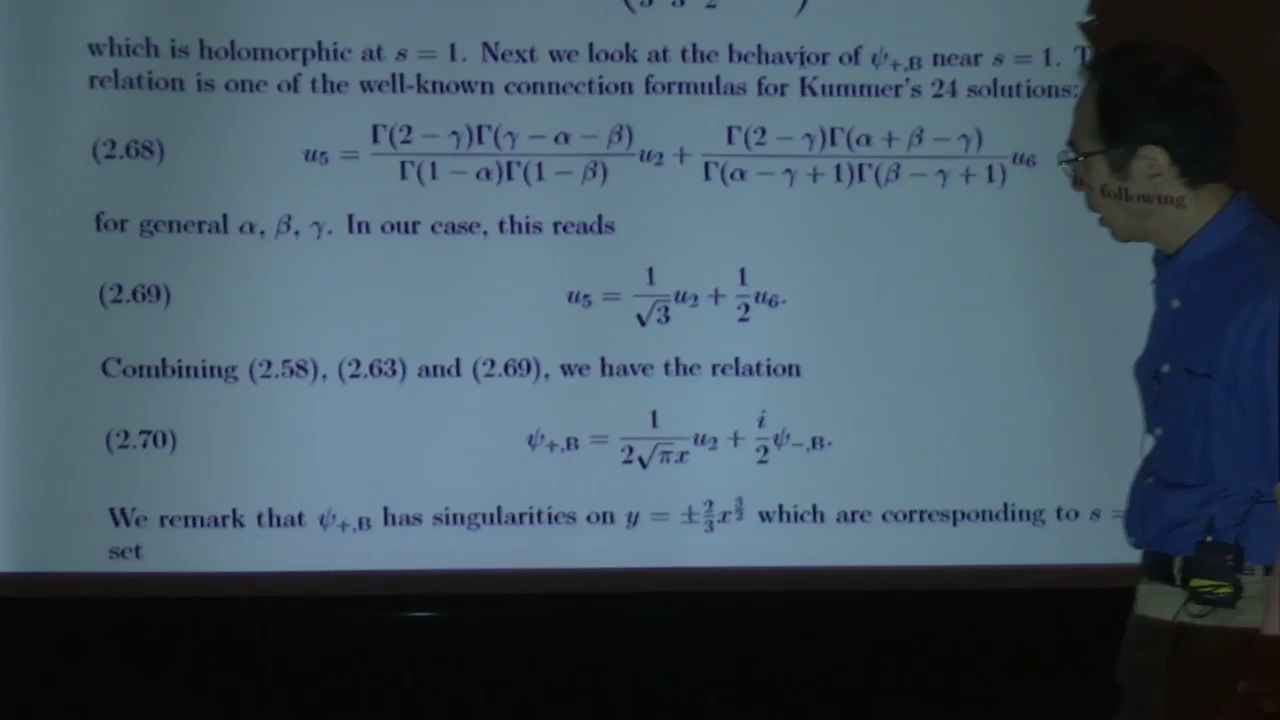 which is holomorphic at s = 1. Next we look at the behavior of ψ₊,B near s = 1. T
relation is one of the well-known connection formulas for Kummer's 24 solutions:
(2.68) u₅ = Γ(2 − γ)Γ(γ − α − β) / Γ(1 − α)Γ(1 − β) u₂ + Γ(2 − γ)Γ(α + β − γ) / Γ(α − γ + 1)Γ(β − γ + 1) u₆
following
for general α, β, γ. In our case, this reads
(2.69) u₅ = 1/√3 u₂ + 1/2 u₆.
Combining (2.58), (2.63) and (2.69), we have the relation
(2.70) ψ₊,B = 1/(2√πx) u₂ + i/2 ψ₋,B.
We remark that ψ₊,B has singularities on y = ±2/3 x^(3/2) which are corresponding to s =
set